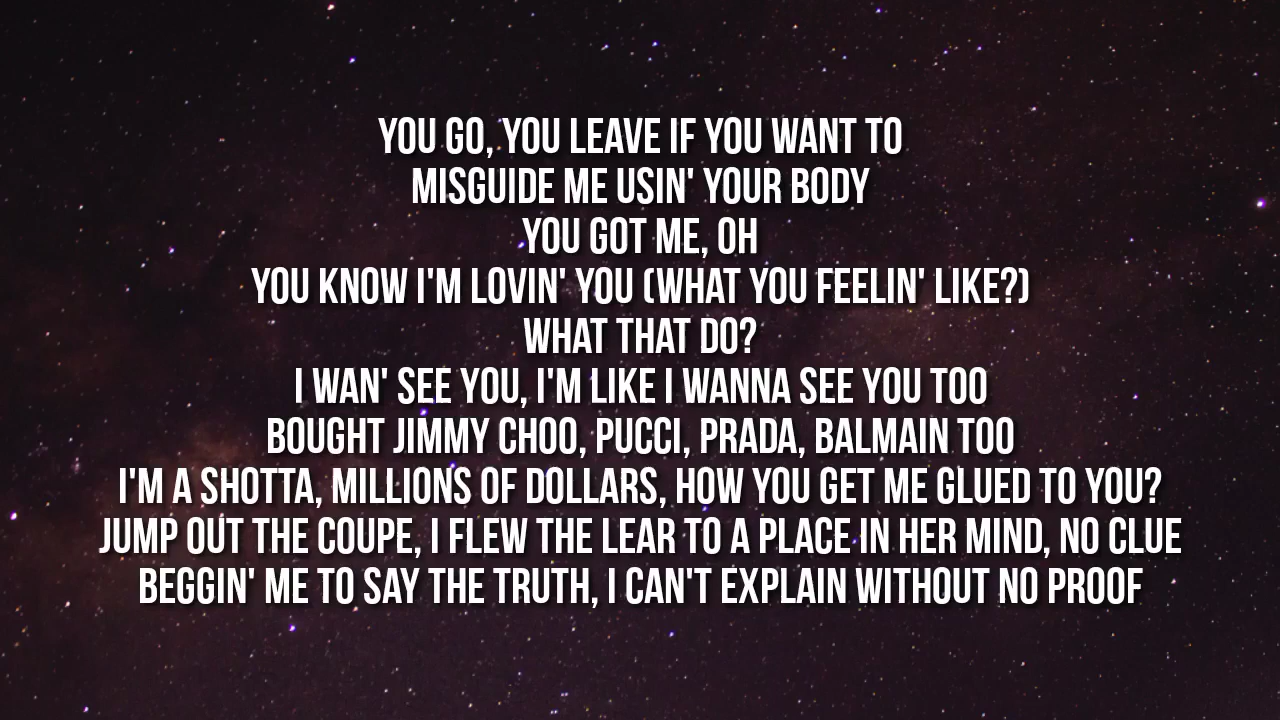 YOU GO, YOU LEAVE IF YOU WANT TO
MISGUIDE ME USIN' YOUR BODY
YOU GOT ME, OH
YOU KNOW I'M LOVIN' YOU (WHAT YOU FEELIN' LIKE?)
WHAT THAT DO?
I WAN' SEE YOU, I'M LIKE I WANNA SEE YOU TOO
BOUGHT JIMMY CHOO, PUCCI, PRADA, BALMAIN TOO
I'M A SHOTTA, MILLIONS OF DOLLARS, HOW YOU GET ME GLUED TO YOU?
JUMP OUT THE COUPE, I FLEW THE LEAR TO A PLACE IN HER MIND, NO CLUE
BEGGIN' ME TO SAY THE TRUTH, I CAN'T EXPLAIN WITHOUT NO PROOF